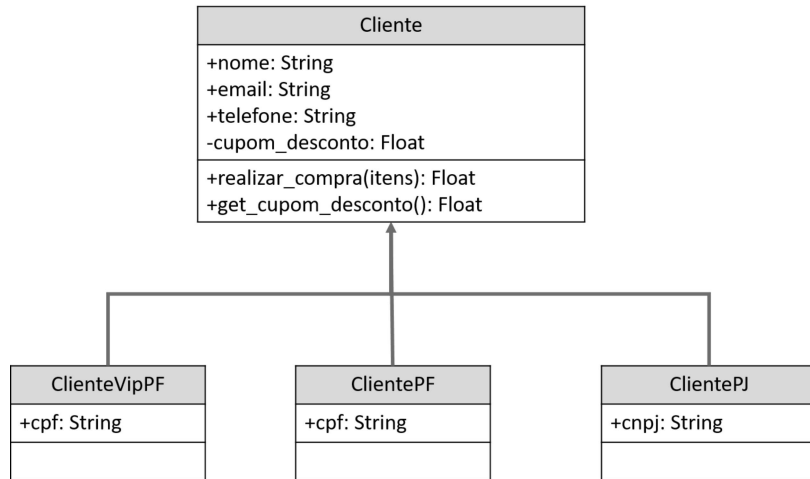 Cliente
+nome: String
+email: String
+telefone: String
-cupom_desconto: Float
+realizar_compra(itens): Float
+get_cupom_desconto(): Float
ClienteVipPF
+cpf: String
ClientePF
+cpf: String
ClientePJ
+cnpj: String